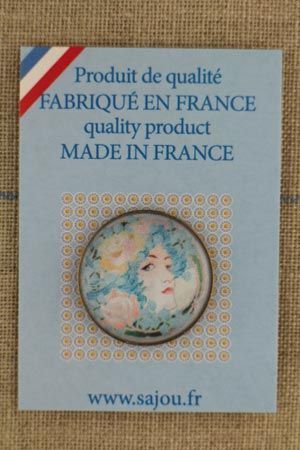 Produit de qualité
FABRIQUÉ EN FRANCE
quality product
MADE IN FRANCE
www.sajou.fr